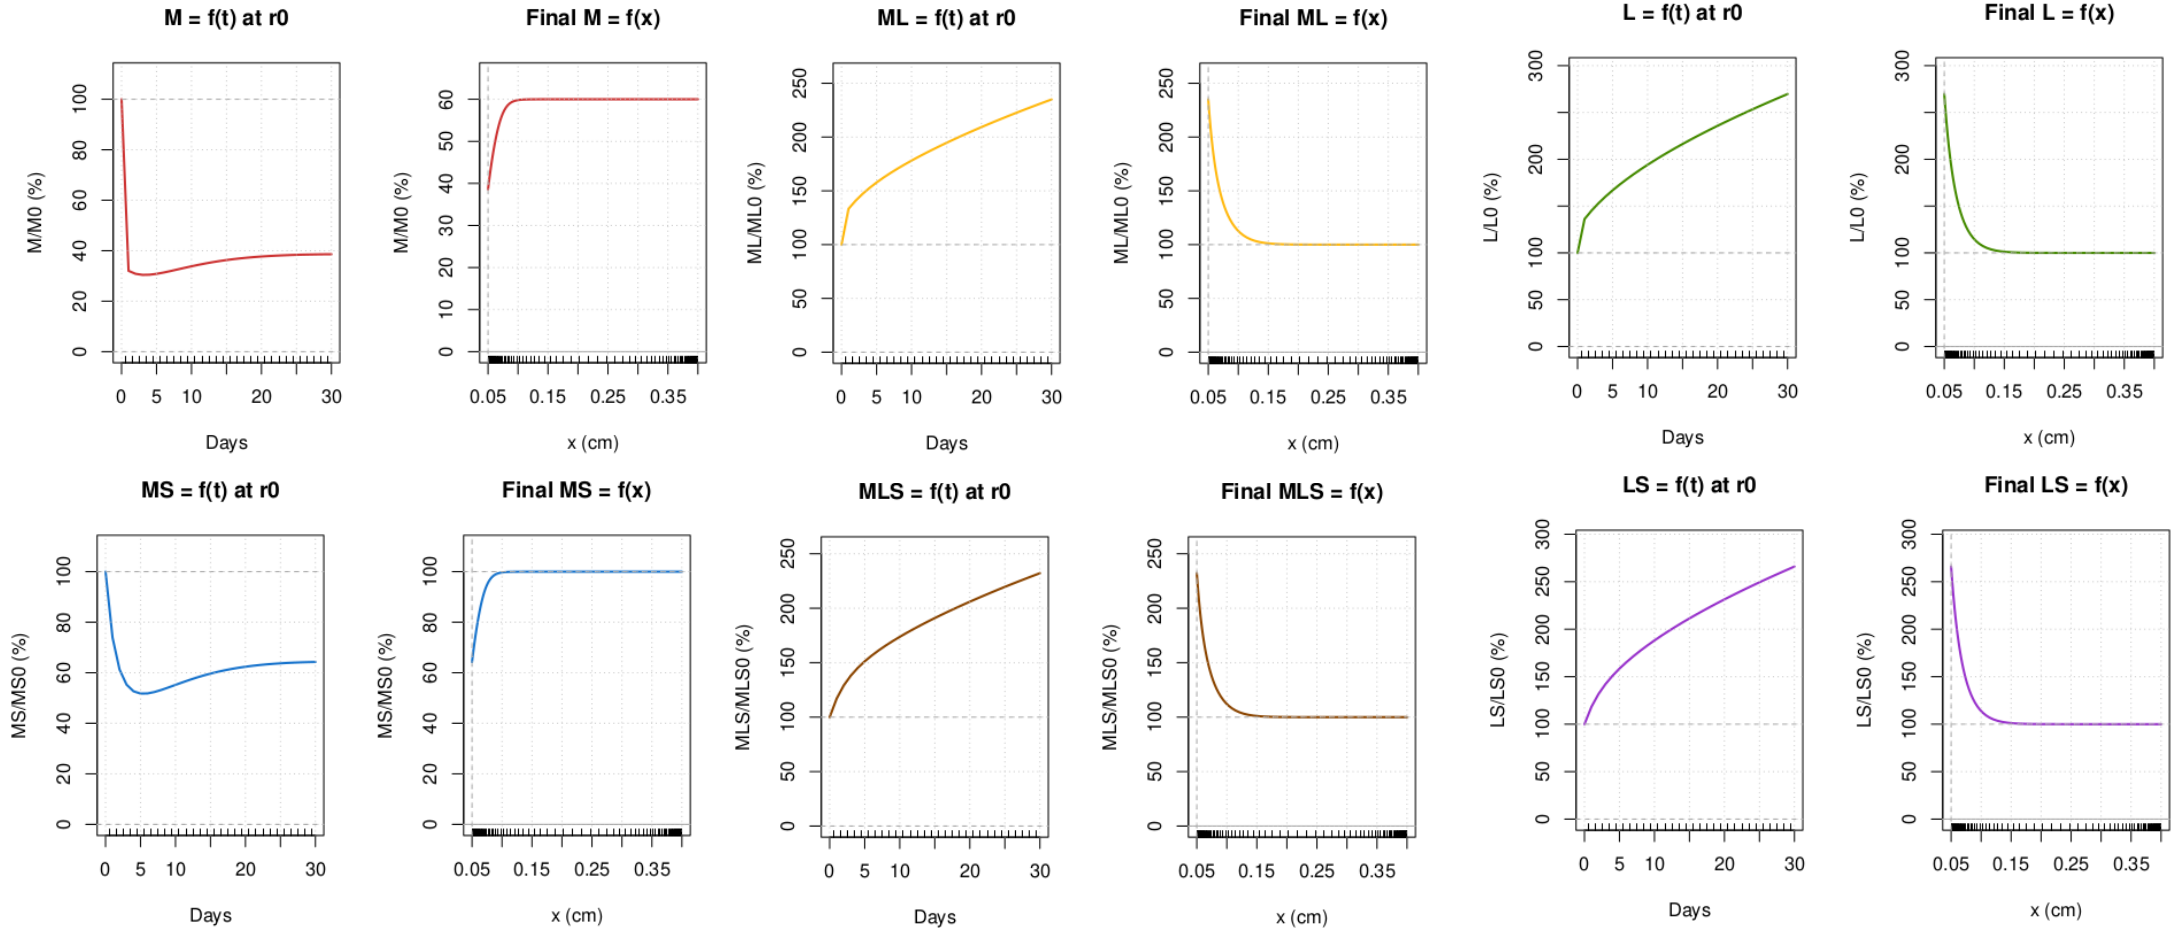 M = f(t) at r0
M/M0 (%)
0 20 40 60 80 100
0 5 10 20 30
Days
Final M = f(x)
M/M0 (%)
0 10 20 30 40 50 60
0.05 0.15 0.25 0.35
x (cm)
ML = f(t) at r0
ML/ML0 (%)
0 50 100 150 200 250
0 5 10 20 30
Days
Final ML = f(x)
ML/ML0 (%)
0 50 100 150 200 250
0.05 0.15 0.25 0.35
x (cm)
L = f(t) at r0
L/L0 (%)
0 50 100 200 300
0 5 10 20 30
Days
Final L = f(x)
L/L0 (%)
0 50 100 200 300
0.05 0.15 0.25 0.35
x (cm)
MS = f(t) at r0
MS/MS0 (%)
0 20 40 60 80 100
0 5 10 20 30
Days
Final MS = f(x)
MS/MS0 (%)
0 20 40 60 80 100
0.05 0.15 0.25 0.35
x (cm)
MLS = f(t) at r0
MLS/MLS0 (%)
0 50 100 150 200 250
0 5 10 20 30
Days
Final MLS = f(x)
MLS/MLS0 (%)
0 50 100 150 200 250
0.05 0.15 0.25 0.35
x (cm)
LS = f(t) at r0
LS/LS0 (%)
0 50 100 150 200 250 300
0 5 10 20 30
Days
Final LS = f(x)
LS/LS0 (%)
0 50 100 150 200 250 300
0.05 0.15 0.25 0.35
x (cm)